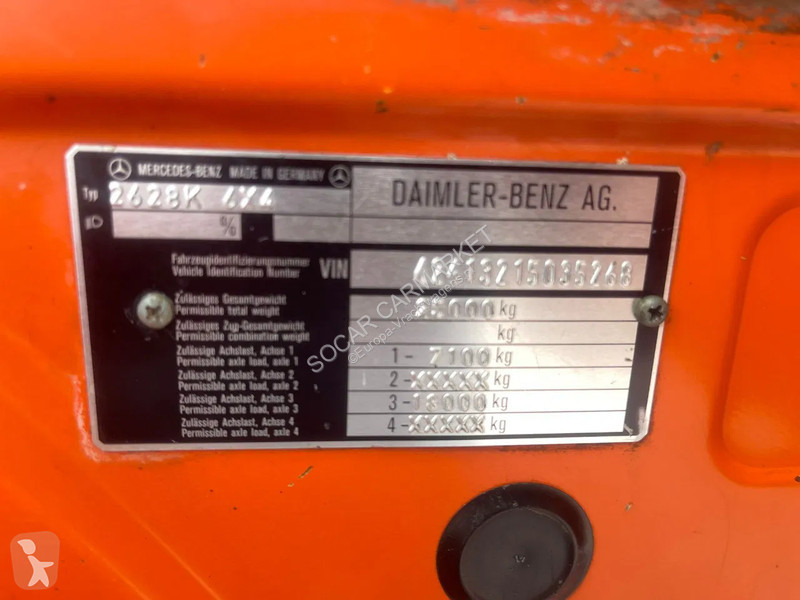 MERCEDES-BENZ MADE IN GERMANY
Typ 2628K 6X4
DAIMLER-BENZ AG.
%
Fahrzeugidentifizierungsnummer
Vehicle Identification Number VIN
Zulässiges Gesamtgewicht
Permissible total weight kg
Zulässiges Zug-Gesamtgewicht
Permissible combination weight kg
Zulässige Achslast, Achse 1
Permissible axle load, axle 1 1- 7100 kg
Zulässige Achslast, Achse 2
Permissible axle load, axle 2 2-XXXXX kg
Zulässige Achslast, Achse 3
Permissible axle load, axle 3 3- kg
Zulässige Achslast, Achse 4
Permissible axle load, axle 4 4-XXXXX kg
SOCAR CARMARKET